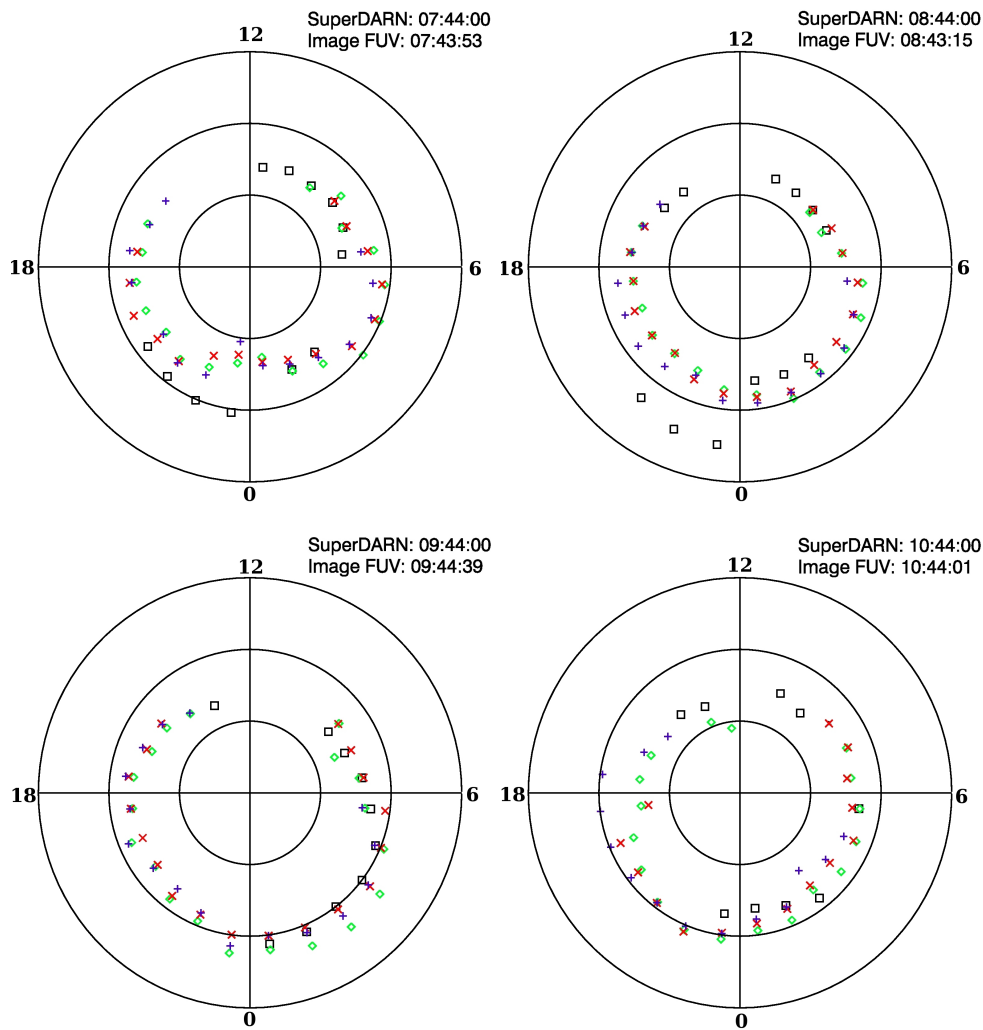 SuperDARN: 07:44:00
Image FUV: 07:43:53
12
18
6
0
SuperDARN: 08:44:00
Image FUV: 08:43:15
12
18
6
0
SuperDARN: 09:44:00
Image FUV: 09:44:39
12
18
6
0
SuperDARN: 10:44:00
Image FUV: 10:44:01
12
18
6
0